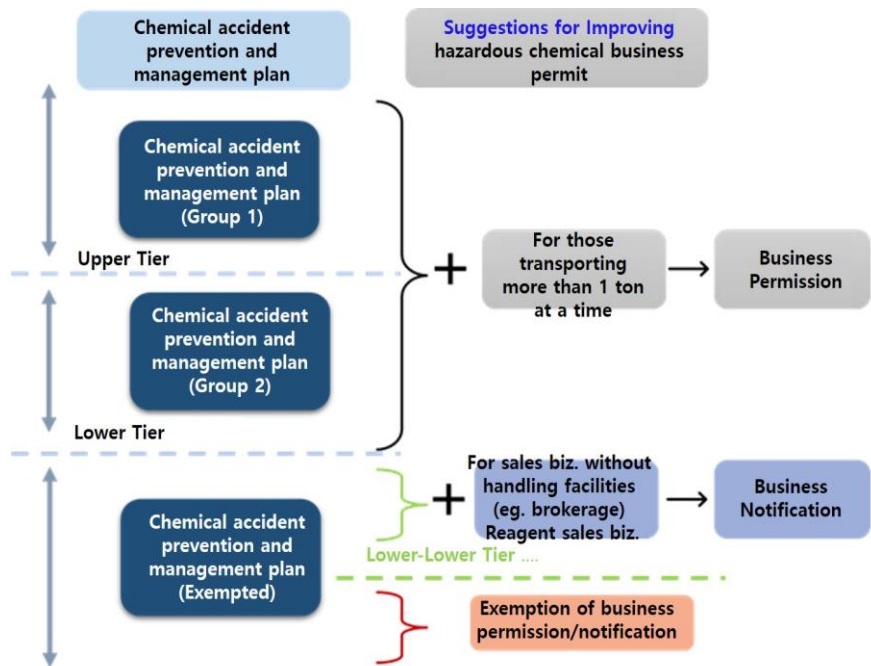 Chemical accident
prevention and
management plan
Suggestions for Improving
hazardous chemical business
permit
Chemical accident
prevention and
management plan
(Group 1)
Upper Tier
+
For those
transporting
more than 1 ton
at a time
Business
Permission
Chemical accident
prevention and
management plan
(Group 2)
Lower Tier
Chemical accident
prevention and
management plan
(Exempted)
+
For sales biz. without
handling facilities
(eg. brokerage)
Reagent sales biz.
Business
Notification
Lower-Lower Tier ....
Exemption of business
permission/notification